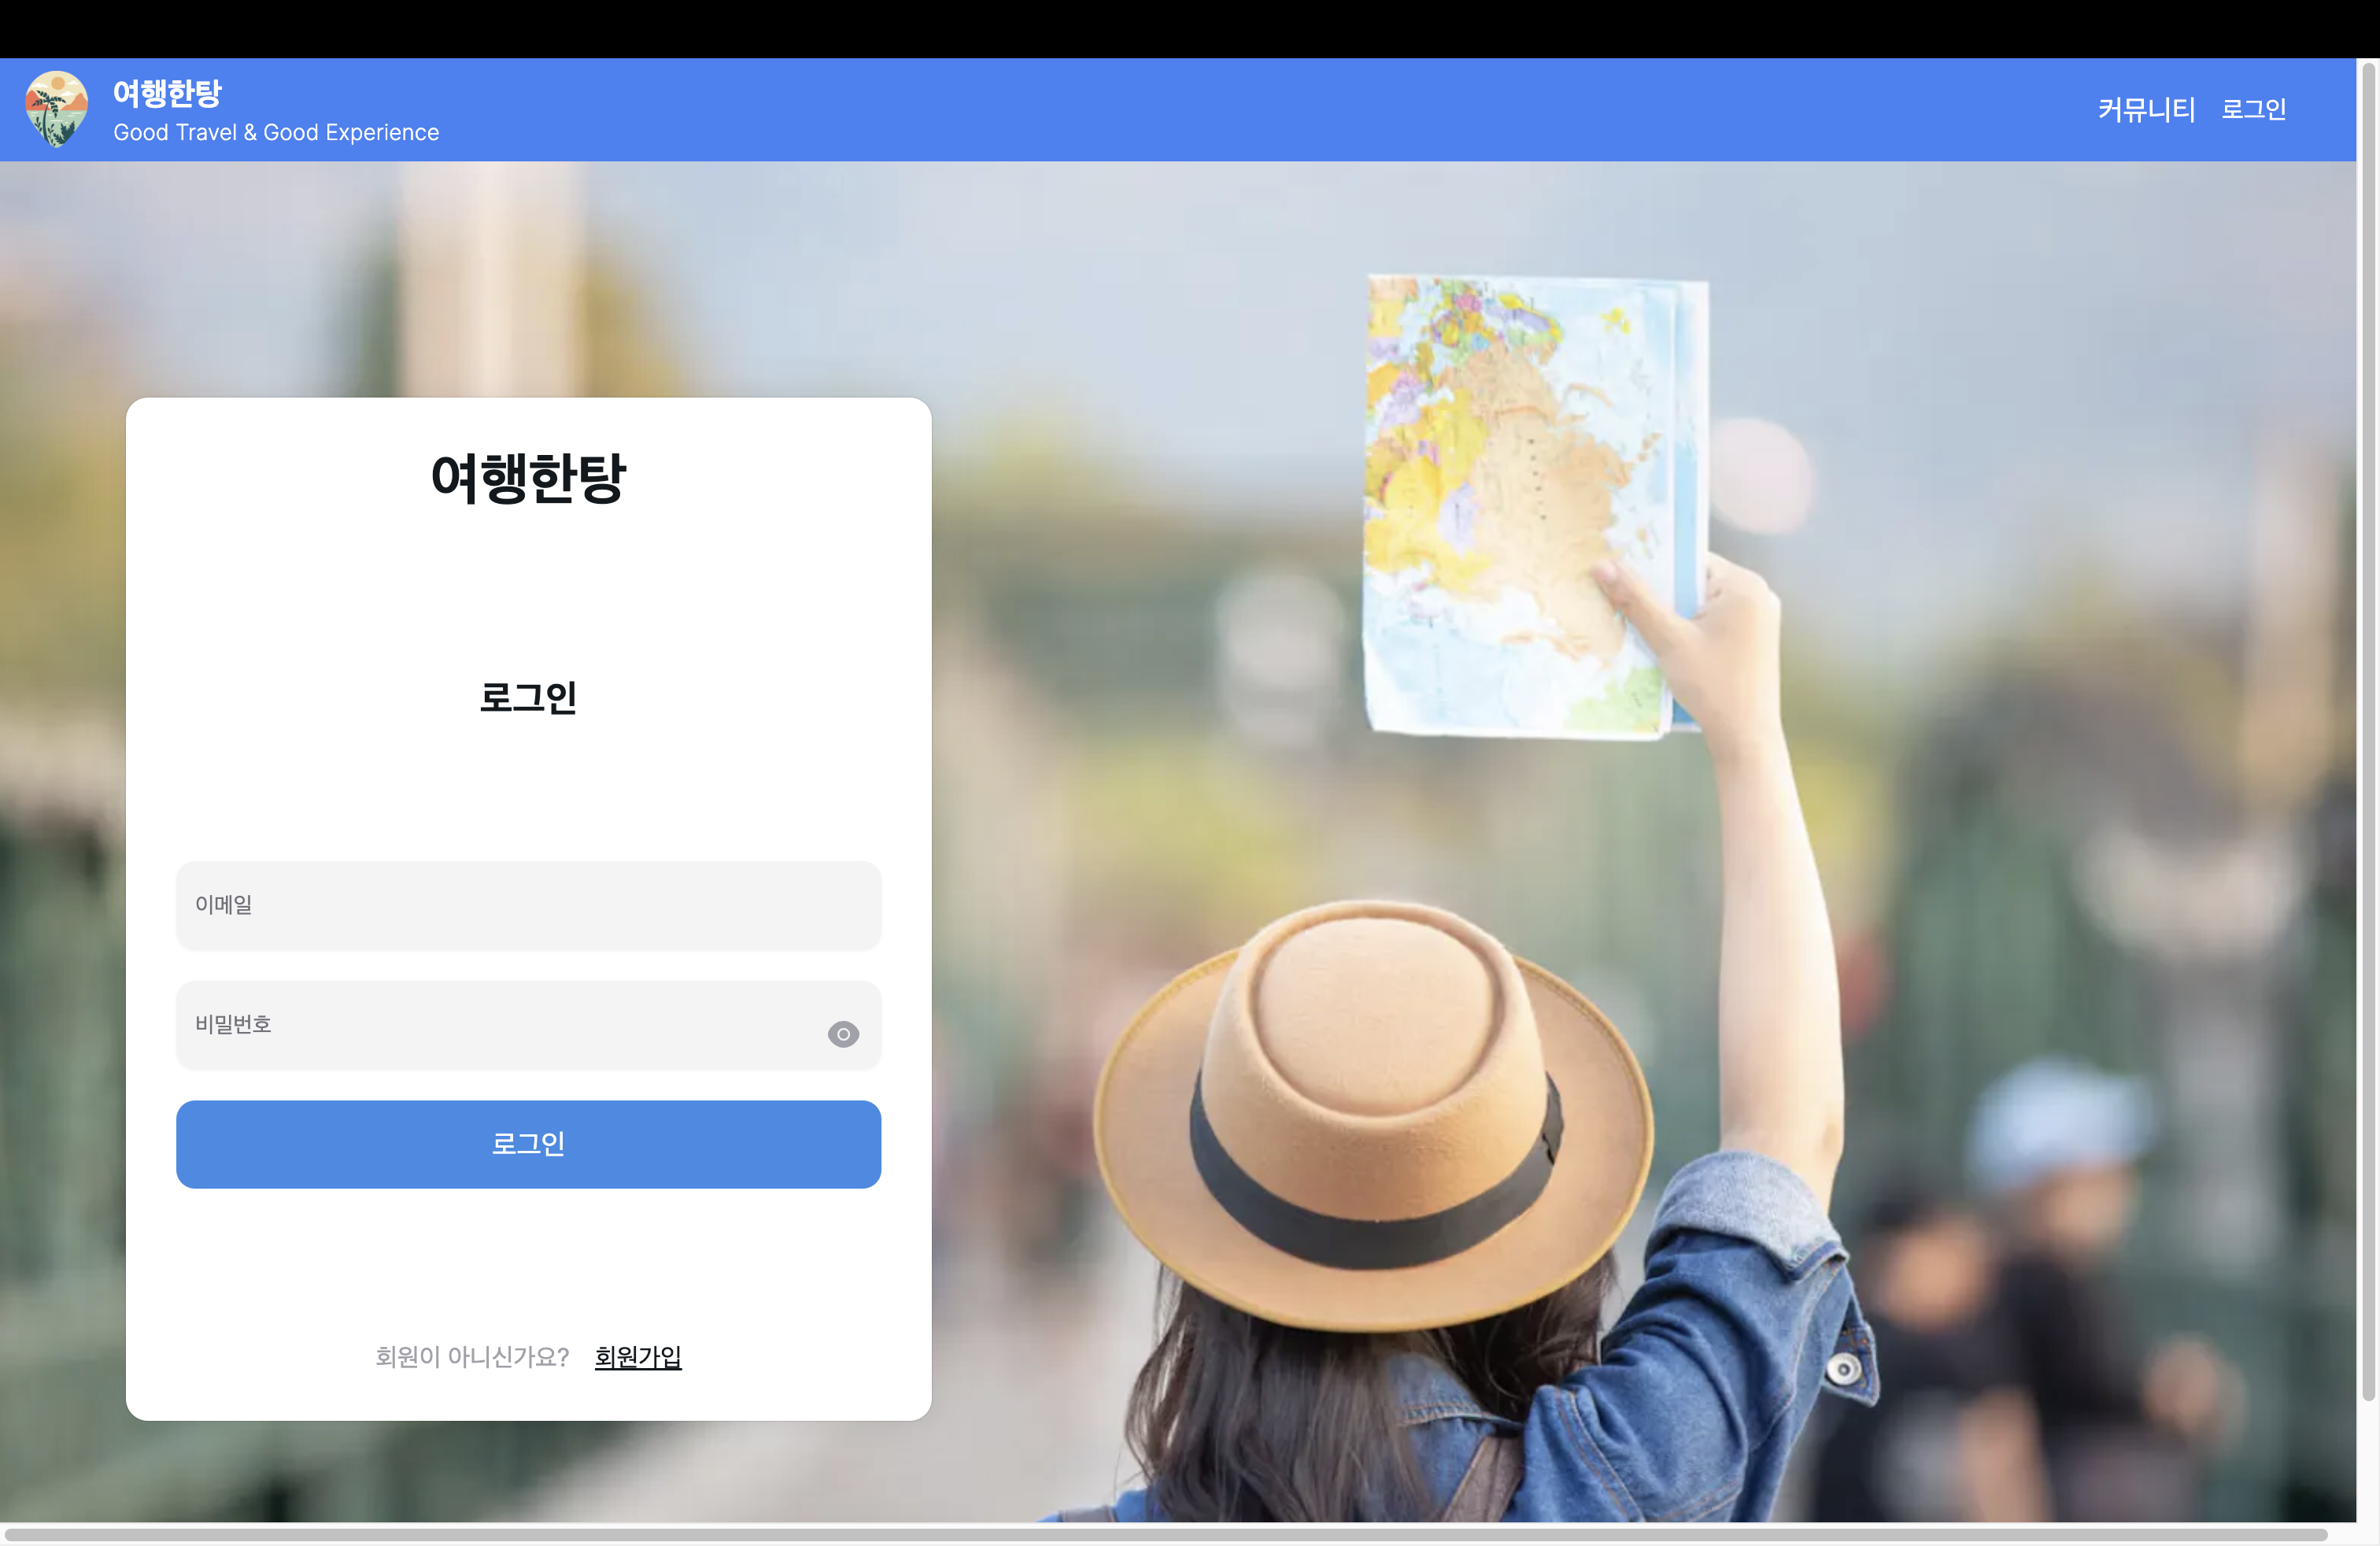 여행한탕
Good Travel & Good Experience
커뮤니티 로그인
여행한탕
로그인
이메일
비밀번호
로그인
회원이 아니신가요? 회원가입